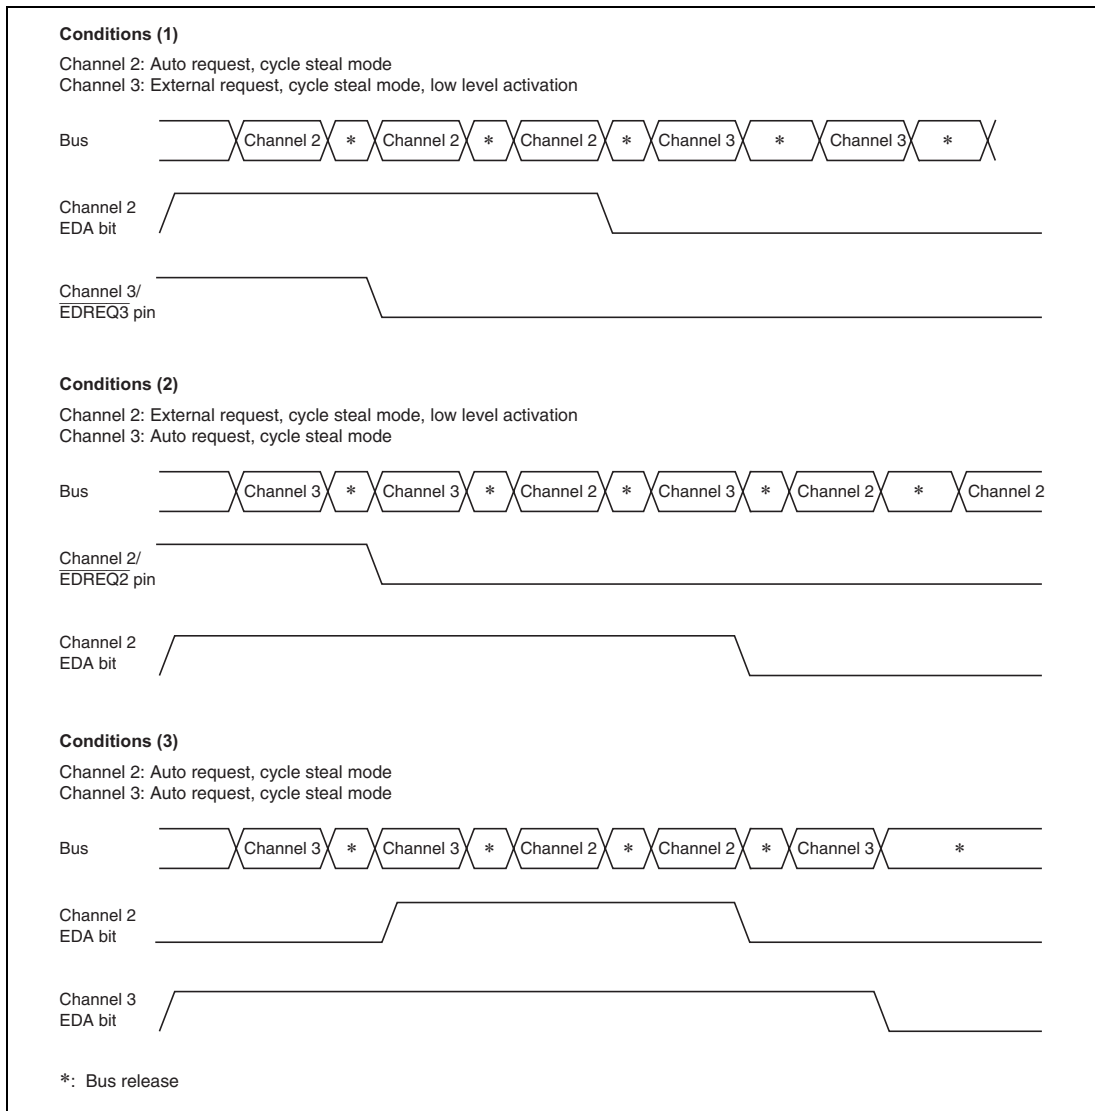 Conditions (1)
Channel 2: Auto request, cycle steal mode
Channel 3: External request, cycle steal mode, low level activation
Bus Channel 2 * Channel 2 * Channel 2 * Channel 3 * Channel 3 *
Channel 2
EDA bit
Channel 3/
EDREQ3 pin
Conditions (2)
Channel 2: External request, cycle steal mode, low level activation
Channel 3: Auto request, cycle steal mode
Bus Channel 3 * Channel 3 * Channel 2 * Channel 3 * Channel 2 * Channel 2
Channel 2/
EDREQ2 pin
Channel 2
EDA bit
Conditions (3)
Channel 2: Auto request, cycle steal mode
Channel 3: Auto request, cycle steal mode
Bus Channel 3 * Channel 3 * Channel 2 * Channel 2 * Channel 3 *
Channel 2
EDA bit
Channel 3
EDA bit
*: Bus release